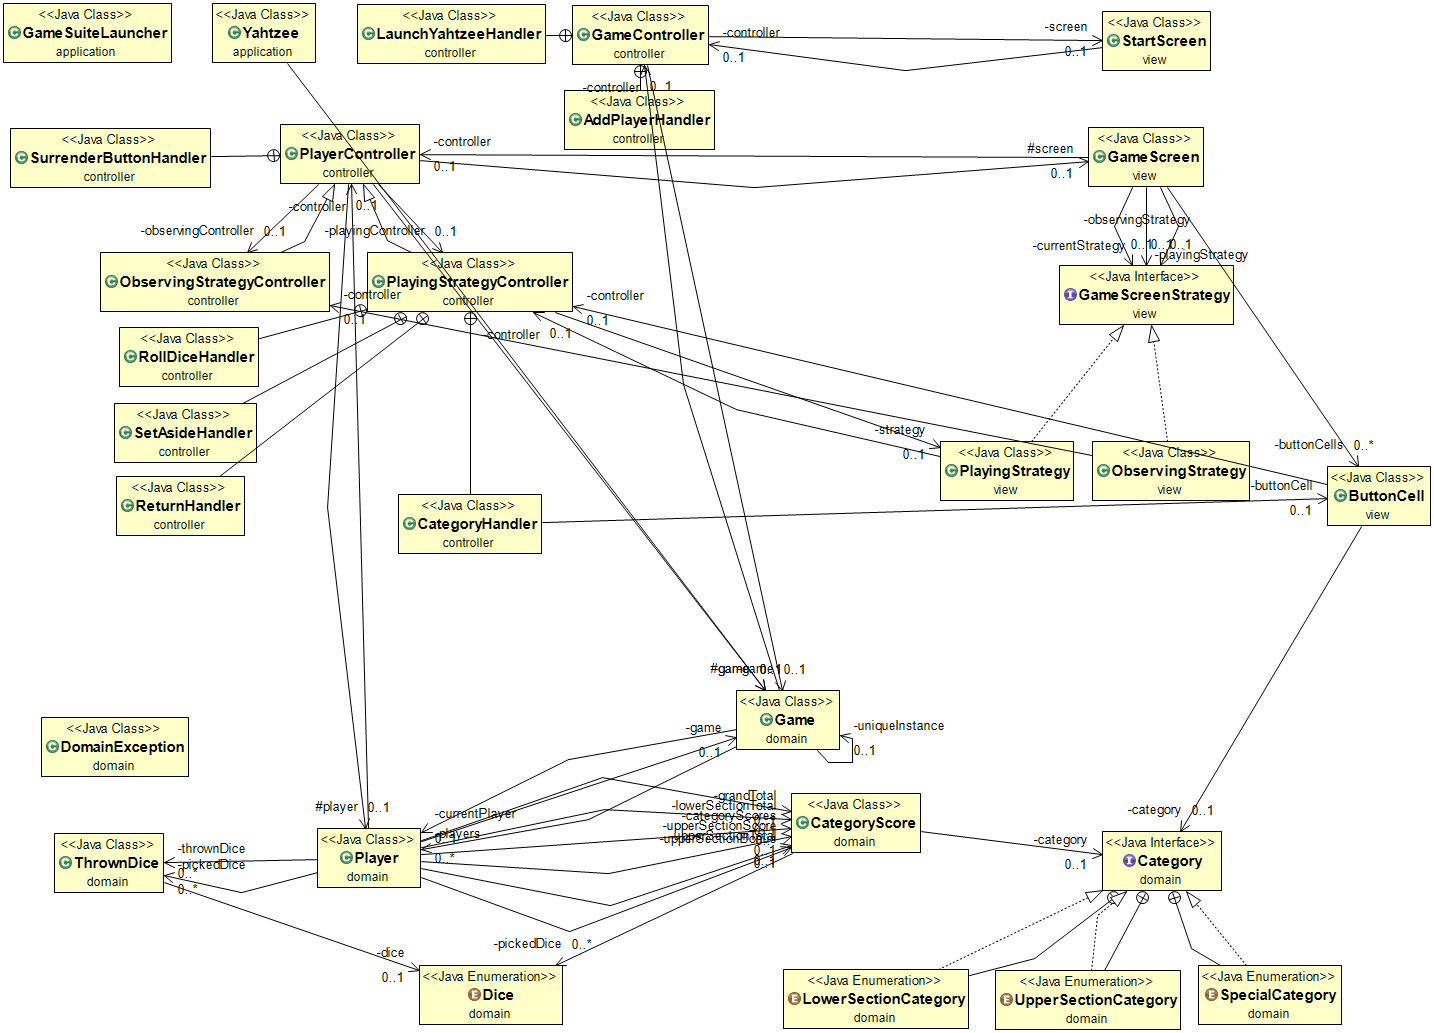 <<Java Class>>
GameSuiteLauncher
application
<<Java Class>>
Yahtzee
application
<<Java Class>>
LaunchYahtzeeHandler
controller
<<Java Class>>
GameController
controller
-controller
0..1
-screen
0..1
<<Java Class>>
StartScreen
view
-controller
0..1
<<Java Class>>
AddPlayerHandler
controller
<<Java Class>>
SurrenderButtonHandler
controller
<<Java Class>>
PlayerController
controller
-controller
0..1
#screen
0..1
<<Java Class>>
GameScreen
view
-controller
0..1
-observingController
0..1
-playingController
0..1
-observingStrategy
0..1
-currentStrategy
0..1
0..1
-playingStrategy
<<Java Class>>
ObservingStrategyController
controller
<<Java Class>>
PlayingStrategyController
controller
<<Java Interface>>
GameScreenStrategy
view
-controller
0..1
-controller
0..1
controller
0..1
<<Java Class>>
RollDiceHandler
controller
<<Java Class>>
SetAsideHandler
controller
<<Java Class>>
ReturnHandler
controller
<<Java Class>>
CategoryHandler
controller
-strategy
0..1
<<Java Class>>
PlayingStrategy
view
<<Java Class>>
ObservingStrategy
view
-buttonCells
0..*
-buttonCell
0..1
<<Java Class>>
ButtonCell
view
#game
-game
0..1
0..1
<<Java Class>>
Game
domain
-uniqueInstance
0..1
-game
0..1
<<Java Class>>
DomainException
domain
#player
0..1
-currentPlayer
0..1
-players
0..*
-grandTotal
-lowerSectionTotal
-categoryScores
-upperSectionScore
-upperSectionTotal
-upperSectionBonus
0..1
0..1
<<Java Class>>
CategoryScore
domain
-category
0..1
-category
0..1
<<Java Interface>>
Category
domain
<<Java Class>>
ThrownDice
domain
-thrownDice
0..*
-pickedDice
0..*
<<Java Class>>
Player
domain
-dice
0..1
-pickedDice
0..*
<<Java Enumeration>>
Dice
domain
<<Java Enumeration>>
LowerSectionCategory
domain
<<Java Enumeration>>
UpperSectionCategory
domain
<<Java Enumeration>>
SpecialCategory
domain